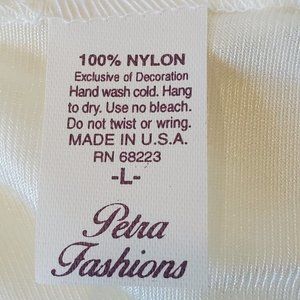 100% NYLON
Exclusive of Decoration
Hand wash cold. Hang
to dry. Use no bleach.
Do not twist or wring.
MADE IN U.S.A.
RN 68223
-L-
Petra
Fashions